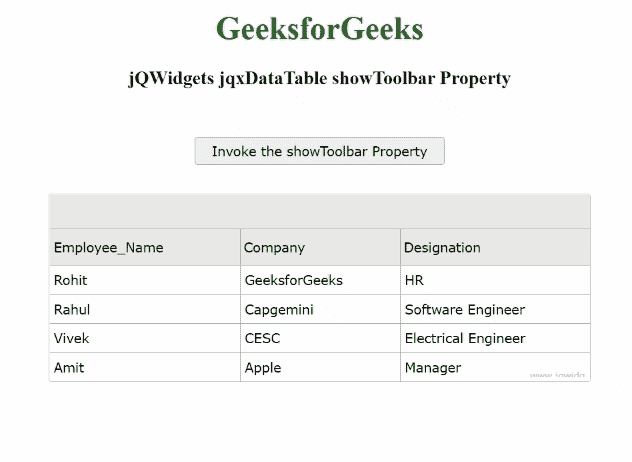 GeeksforGeeks
jQWidgets jqxDataTable showToolbar Property
Invoke the showToolbar Property
Employee_Name Company Designation
Rohit GeeksforGeeks HR
Rahul Capgemini Software Engineer
Vivek CESC Electrical Engineer
Amit Apple Manager